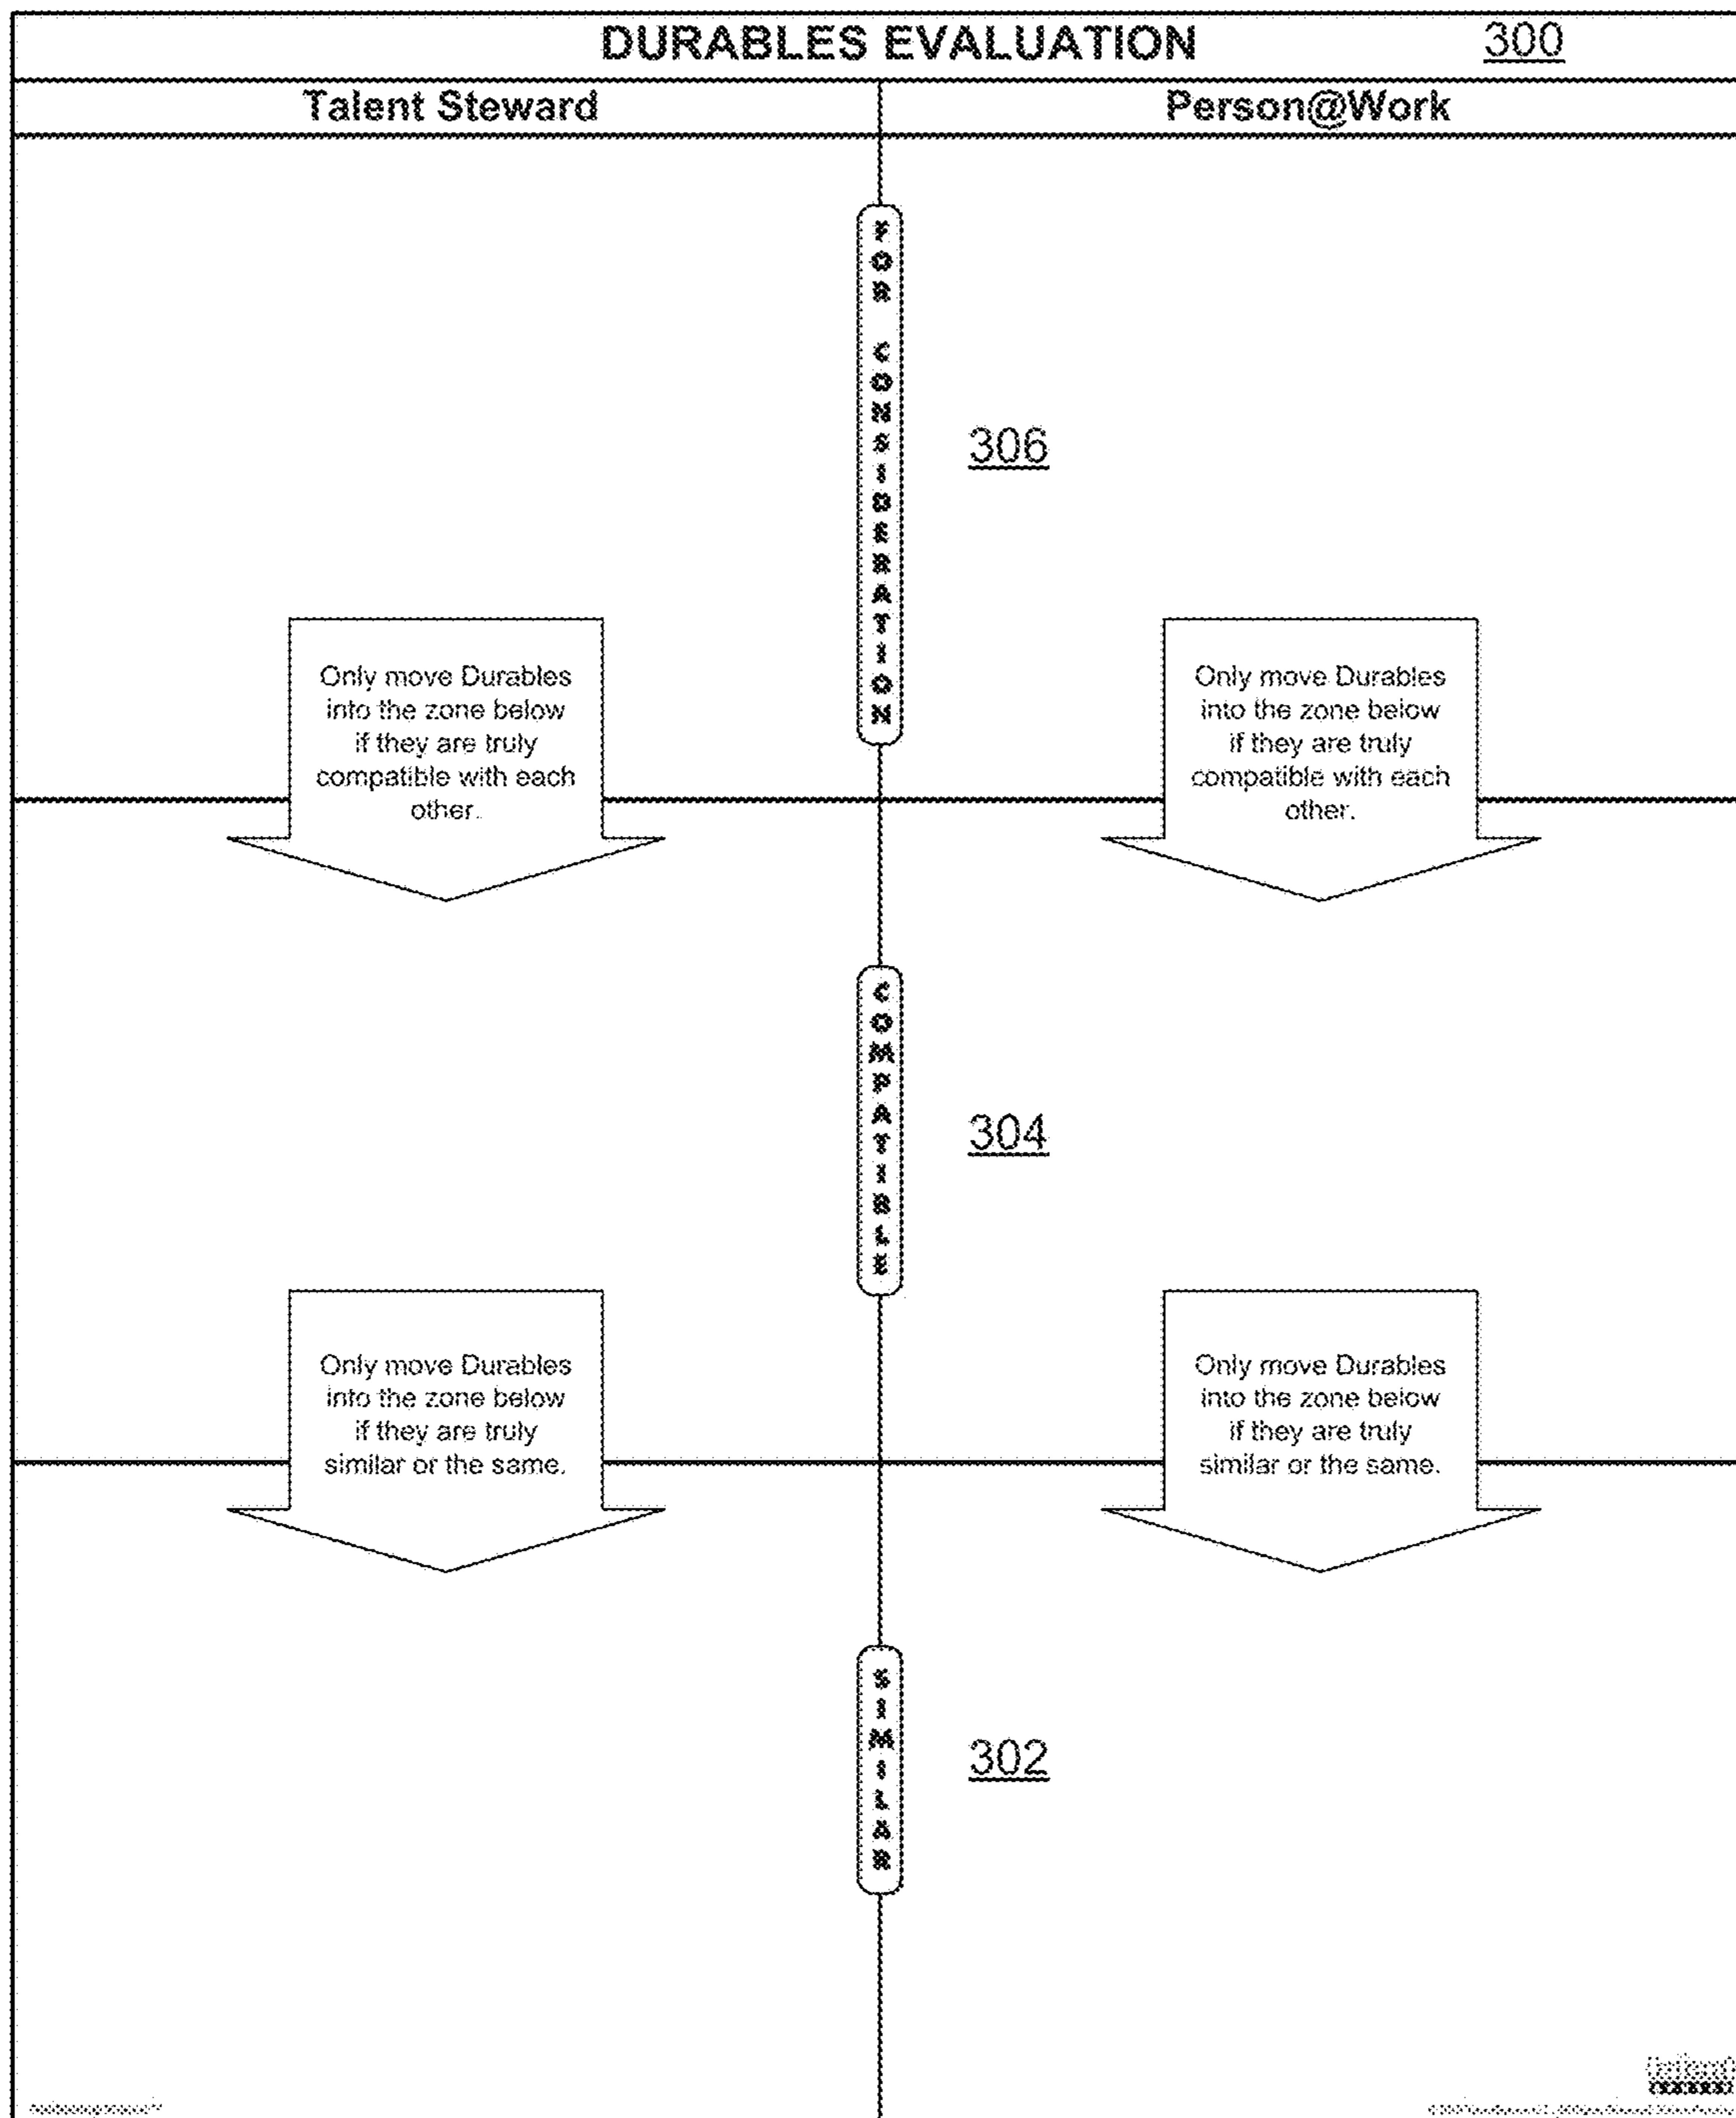 DURABLES EVALUATION 300
Talent Steward Person@Work
FOR CONSIDERATION
306
Only move Durables
into the zone below
if they are truly
compatible with each
other.
Only move Durables
into the zone below
if they are truly
compatible with each
other.
COMPATIBLE
304
Only move Durables
into the zone below
if they are truly
similar or the same.
Only move Durables
into the zone below
if they are truly
similar or the same.
SIMILAR
302